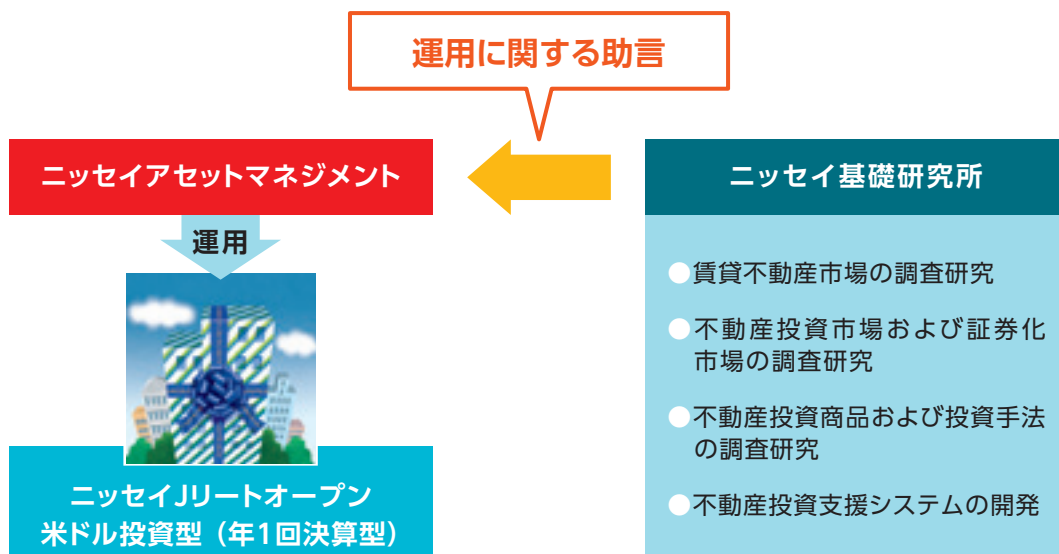 運用に関する助言
ニッセイアセットマネジメント
運用
ニッセイJリートオープン
米ドル投資型（年1回決算型）
ニッセイ基礎研究所
●賃貸不動産市場の調査研究
●不動産投資市場および証券化
市場の調査研究
●不動産投資商品および投資手法
の調査研究
●不動産投資支援システムの開発